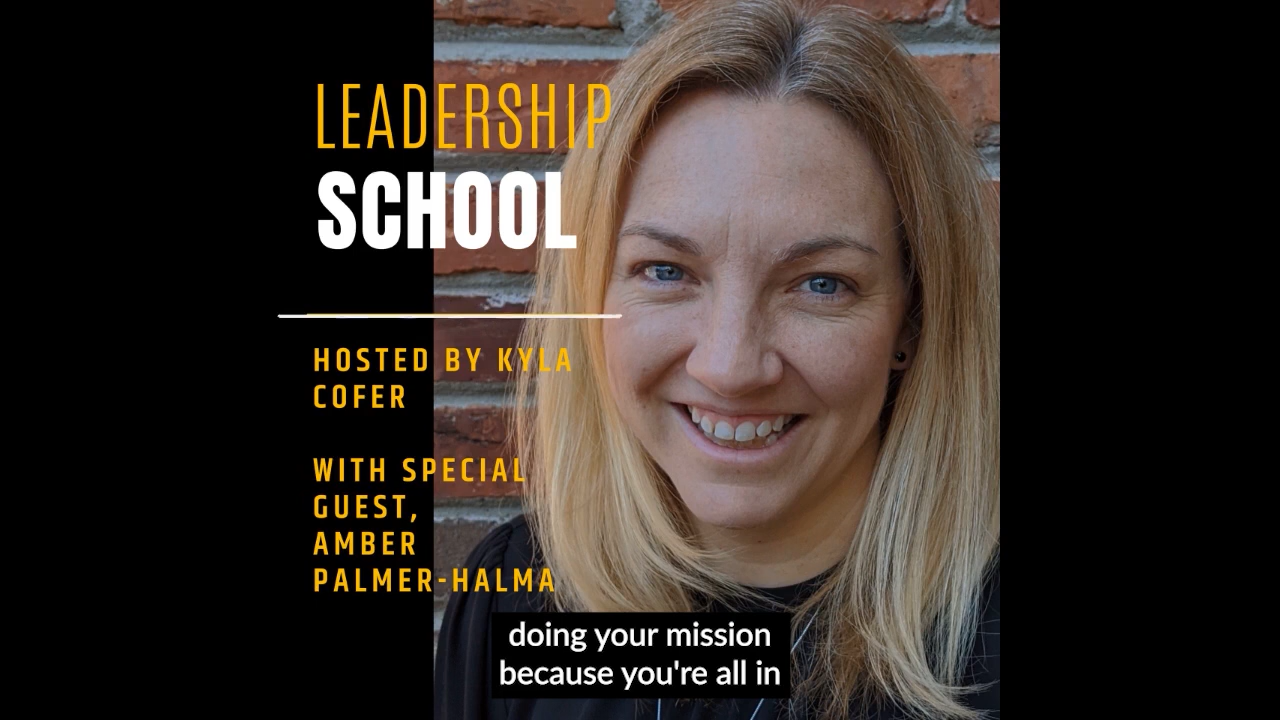 LEADERSHIP
SCHOOL
HOSTED BY KYLA
COFER
WITH SPECIAL
GUEST,
AMBER
PALMER-HALMA
doing your mission
because you're all in